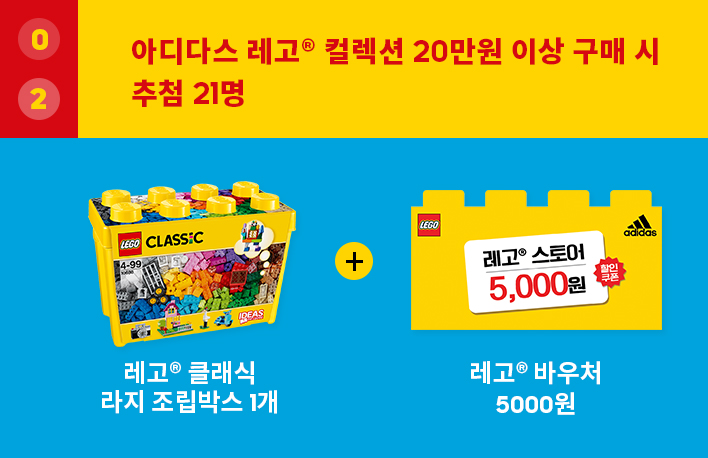 0
2
아디다스 레고® 컬렉션 20만원 이상 구매 시
추첨 21명
LEGO CLASSIC
4-99
10698
IDEAS
+
LEGO
adidas
레고® 스토어
5,000원
할인
쿠폰
레고® 클래식
라지 조립박스 1개
레고® 바우처
5000원